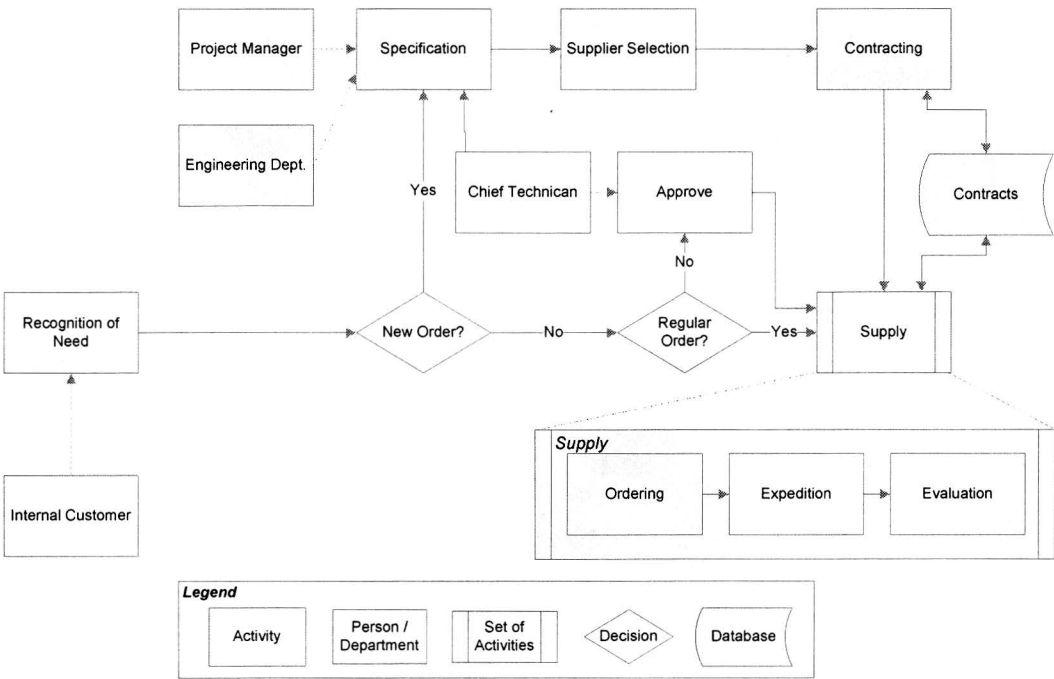 Project Manager
Specification
Supplier Selection
Contracting
Engineering Dept.
Yes
Chief Technican
Approve
Contracts
No
Recognition of
Need
New Order?
No
Regular
Order?
Yes
Supply
Internal Customer
Supply
Ordering
Expedition
Evaluation
Legend
Activity
Person /
Department
Set of
Activities
Decision
Database